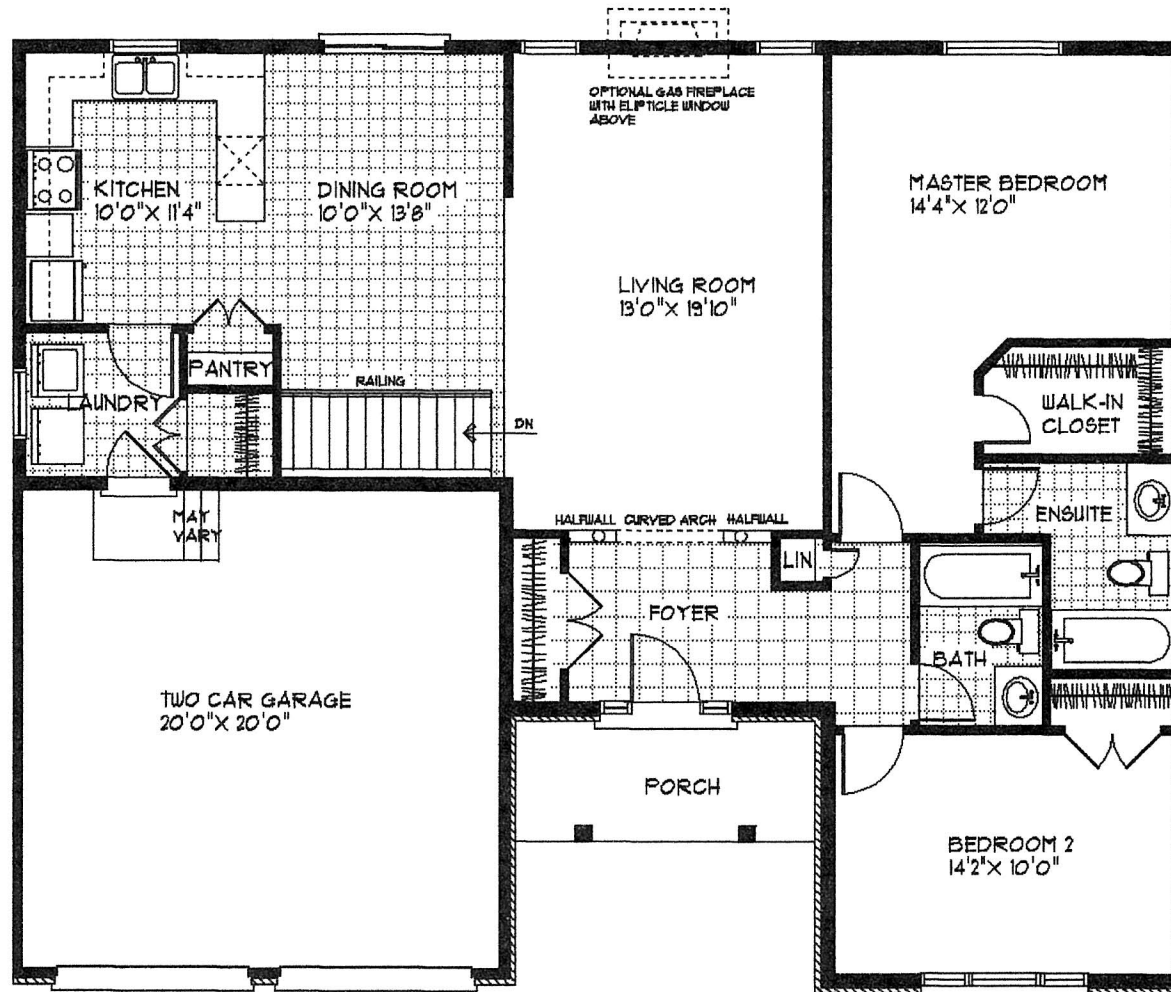 OPTIONAL GAS FIREPLACE
WITH ELIPTICLE WINDOW
ABOVE
KITCHEN
10'0" X 11'4"
DINING ROOM
10'0" X 13'8"
MASTER BEDROOM
14'4" X 12'0"
LIVING ROOM
13'0" X 19'10"
PANTRY
RAILING
LAUNDRY
WALK-IN
CLOSET
DN
MAY
VARY
HALFWALL CURVED ARCH HALFWALL
ENSUITE
LIN
FOYER
BATH
TWO CAR GARAGE
20'0" X 20'0"
PORCH
BEDROOM 2
14'2" X 10'0"